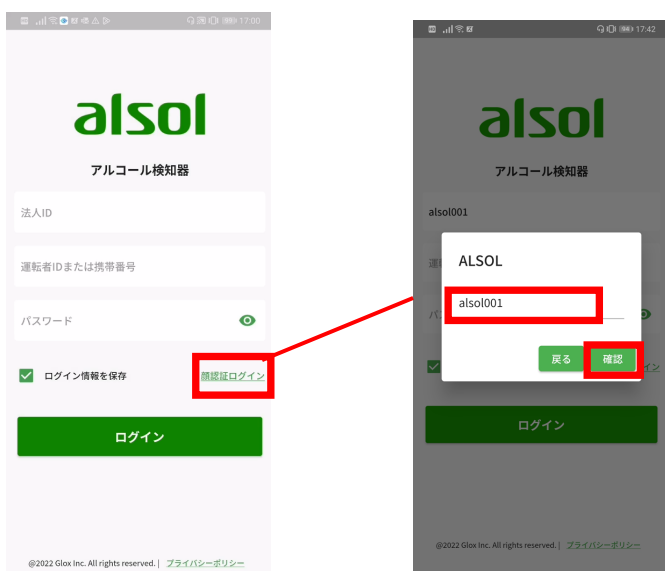 17:00
alsol
アルコール検知器
法人ID
運転者IDまたは携帯番号
パスワード
ログイン情報を保存
顔認証ログイン
ログイン
@2022 Glox Inc. All rights reserved. | プライバシーポリシー
17:42
alsol
アルコール検知器
alsol001
運
ALSOL
alsol001
パ
戻る
確認
イン
ログイン
@2022 Glox Inc. All rights reserved. | プライバシーポリシー